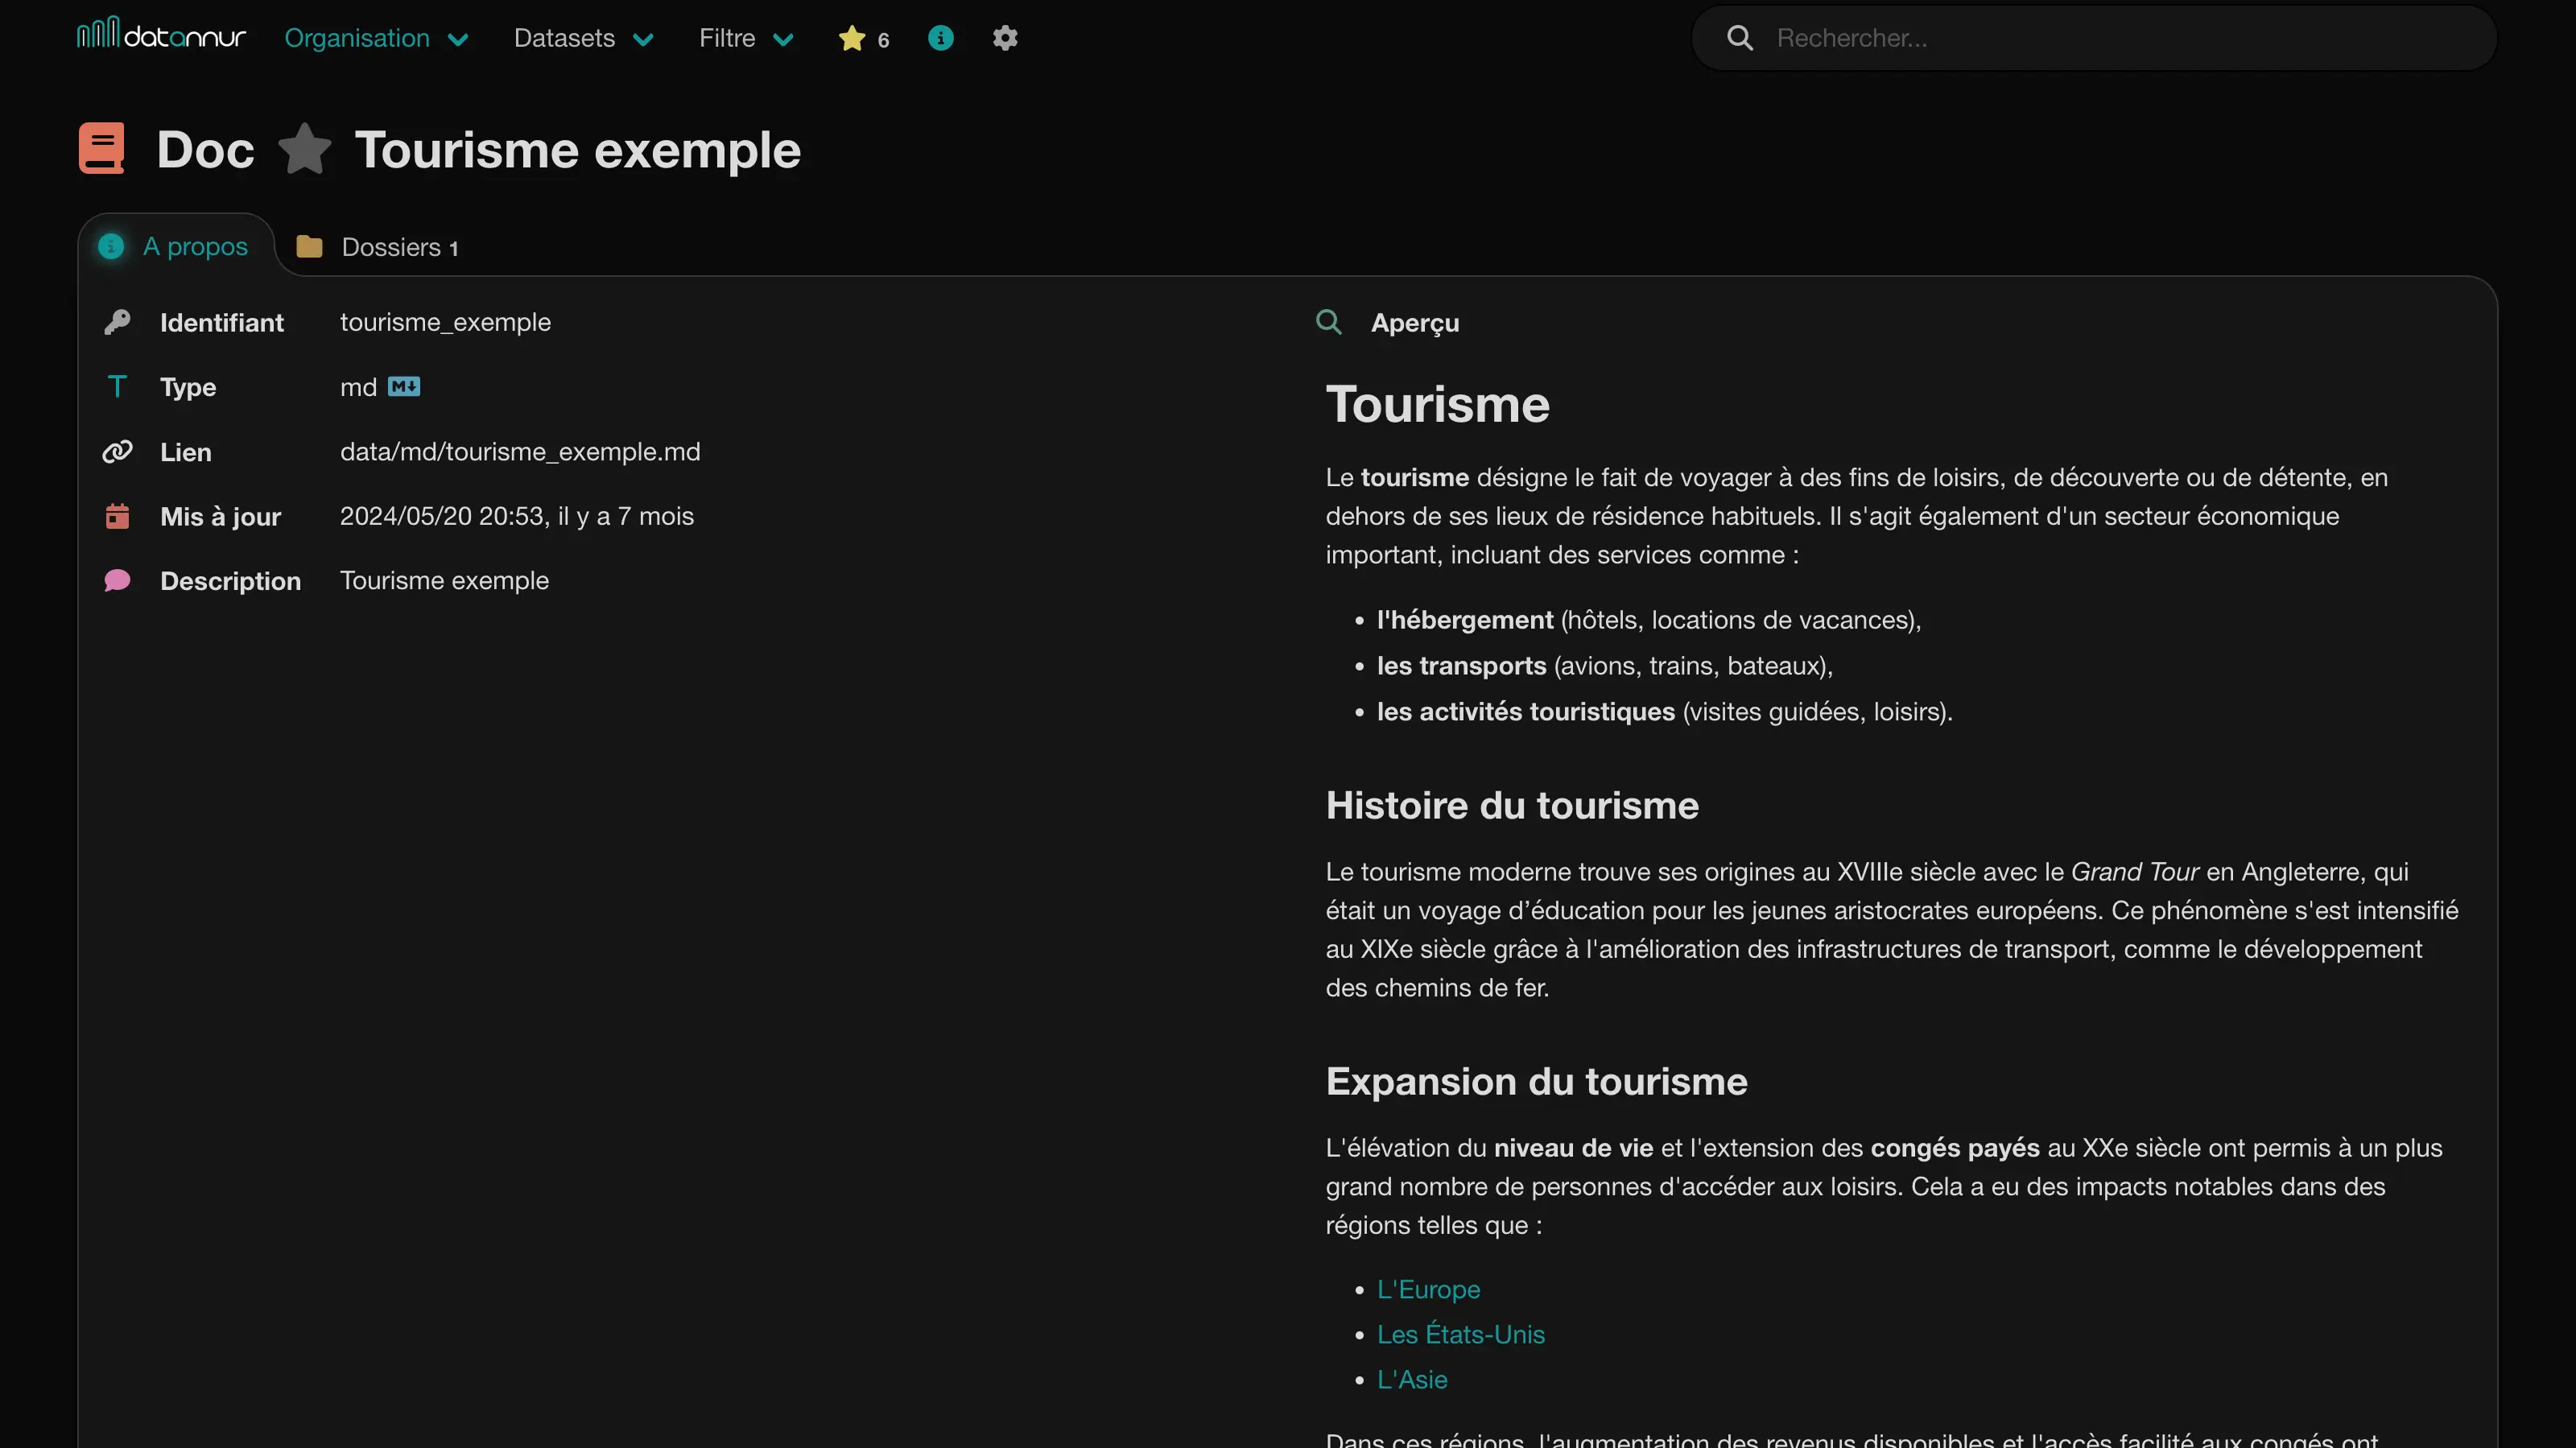 datannur Organisation Datasets Filtre 6 Rechercher...
Doc Tourisme exemple
A propos Dossiers 1
Identifiant tourisme_exemple
Type md M
Lien data/md/tourisme_exemple.md
Mis à jour 2024/05/20 20:53, il y a 7 mois
Description Tourisme exemple
Aperçu
Tourisme
Le tourisme désigne le fait de voyager à des fins de loisirs, de découverte ou de détente, en
dehors de ses lieux de résidence habituels. Il s'agit également d'un secteur économique
important, incluant des services comme :
• l'hébergement (hôtels, locations de vacances),
• les transports (avions, trains, bateaux),
• les activités touristiques (visites guidées, loisirs).
Histoire du tourisme
Le tourisme moderne trouve ses origines au XVIIIe siècle avec le Grand Tour en Angleterre, qui
était un voyage d’éducation pour les jeunes aristocrates européens. Ce phénomène s'est intensifié
au XIXe siècle grâce à l'amélioration des infrastructures de transport, comme le développement
des chemins de fer.
Expansion du tourisme
L'élévation du niveau de vie et l'extension des congés payés au XXe siècle ont permis à un plus
grand nombre de personnes d'accéder aux loisirs. Cela a eu des impacts notables dans des
régions telles que :
• L'Europe
• Les États-Unis
• L'Asie
Dans ces régions, l'augmentation des revenus disponibles et l'accès facilité aux congés ont